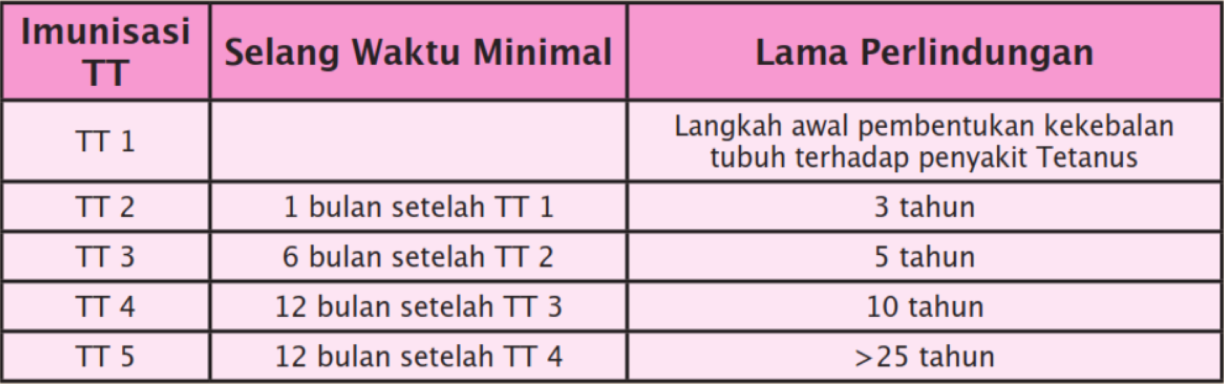 Imunisasi TT
Selang Waktu Minimal
Lama Perlindungan
TT 1
Langkah awal pembentukan kekebalan
tubuh terhadap penyakit Tetanus
TT 2
1 bulan setelah TT 1
3 tahun
TT 3
6 bulan setelah TT 2
5 tahun
TT 4
12 bulan setelah TT 3
10 tahun
TT 5
12 bulan setelah TT 4
>25 tahun